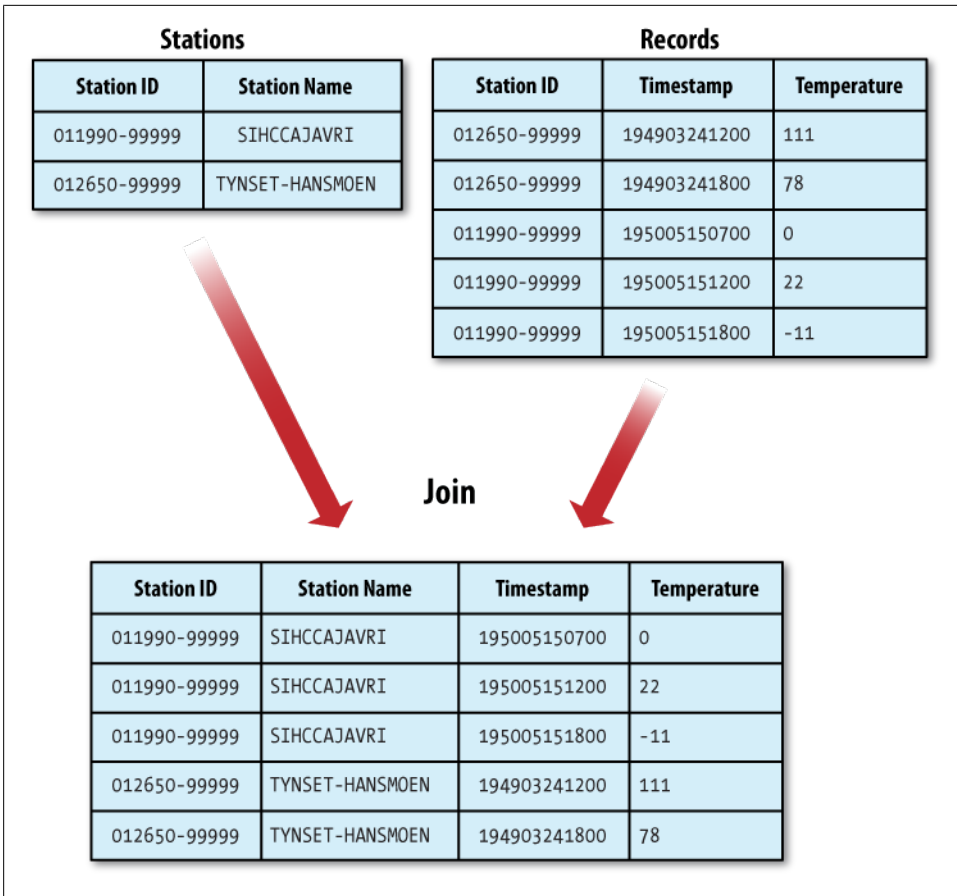 Stations
Station ID Station Name
011990-99999 SIHCCAJAVRI
012650-99999 TYNSET-HANSMOEN
Records
Station ID Timestamp Temperature
012650-99999 194903241200 111
012650-99999 194903241800 78
011990-99999 195005150700 0
011990-99999 195005151200 22
011990-99999 195005151800 -11
Join
Station ID Station Name Timestamp Temperature
011990-99999 SIHCCAJAVRI 195005150700 0
011990-99999 SIHCCAJAVRI 195005151200 22
011990-99999 SIHCCAJAVRI 195005151800 -11
012650-99999 TYNSET-HANSMOEN 194903241200 111
012650-99999 TYNSET-HANSMOEN 194903241800 78